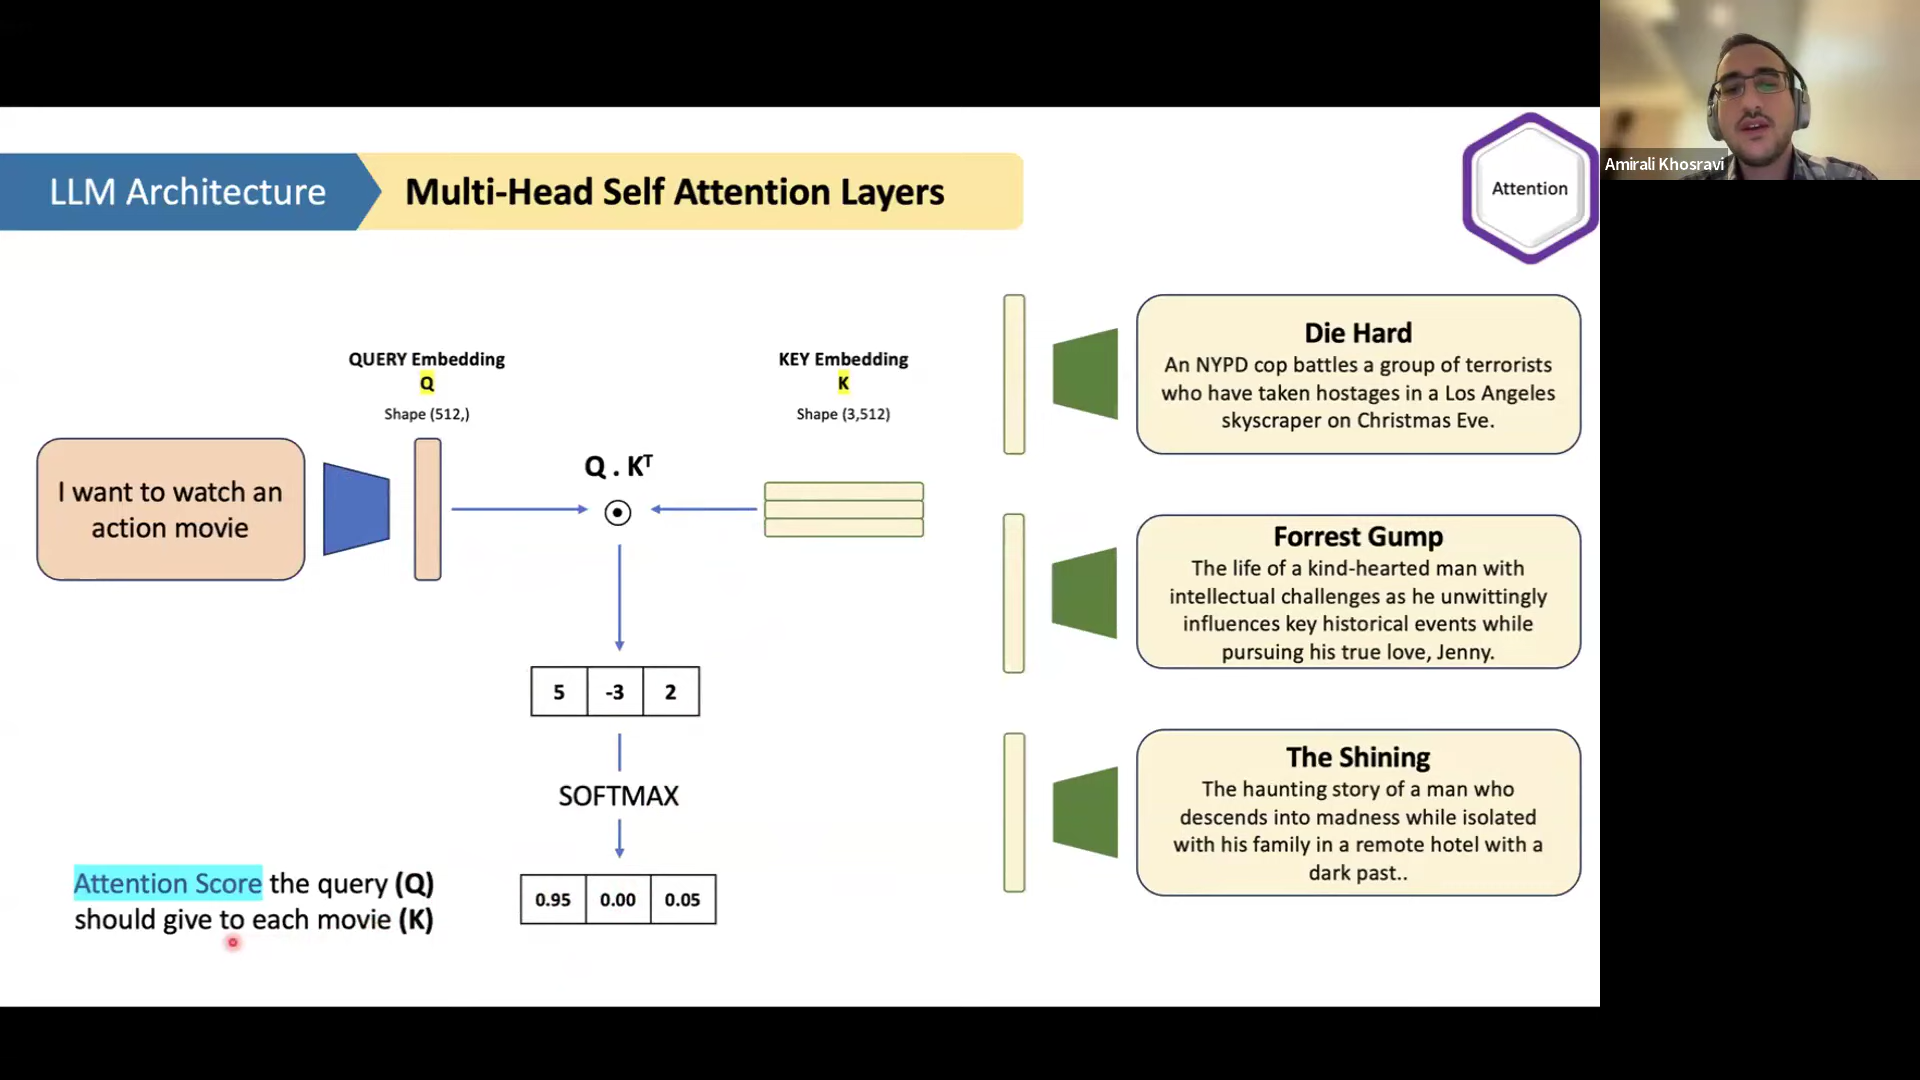 Amirali Khosravi
LLM Architecture
Multi-Head Self Attention Layers
Attention
QUERY Embedding
Q
Shape (512,)
KEY Embedding
K
Shape (3,512)
I want to watch an
action movie
Q . Kᵀ
5 -3 2
SOFTMAX
0.95 0.00 0.05
Attention Score the query (Q)
should give to each movie (K)
Die Hard
An NYPD cop battles a group of terrorists
who have taken hostages in a Los Angeles
skyscraper on Christmas Eve.
Forrest Gump
The life of a kind-hearted man with
intellectual challenges as he unwittingly
influences key historical events while
pursuing his true love, Jenny.
The Shining
The haunting story of a man who
descends into madness while isolated
with his family in a remote hotel with a
dark past..